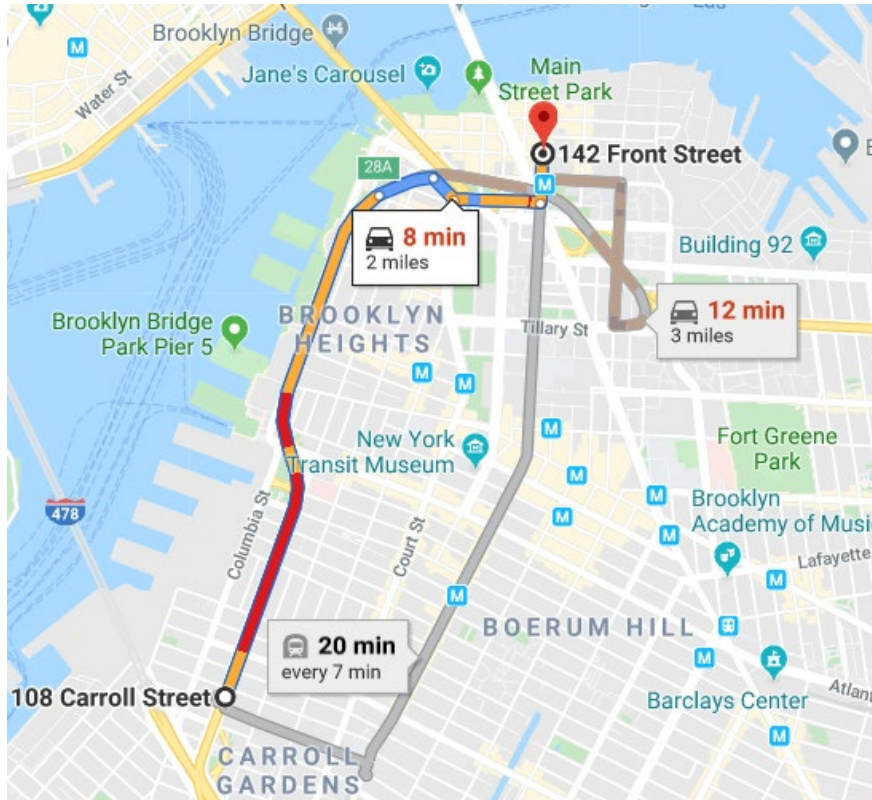 Brooklyn Bridge
M
Water St
Jane's Carousel
Main
Street Park
142 Front Street
28A
M
8 min
2 miles
Building 92
12 min
3 miles
Brooklyn Bridge
Park Pier 5
BROOKLYN
HEIGHTS
Tillary St
M
M
New York
Transit Museum
M
Fort Greene
Park
M
478
Columbia St
Court St
M
M
Brooklyn
Academy of Musi
M
Lafayette
M
M
20 min
every 7 min
BOERUM HILL
M
108 Carroll Street
Barclays Center
Atlant
M
CARROLL
GARDENS